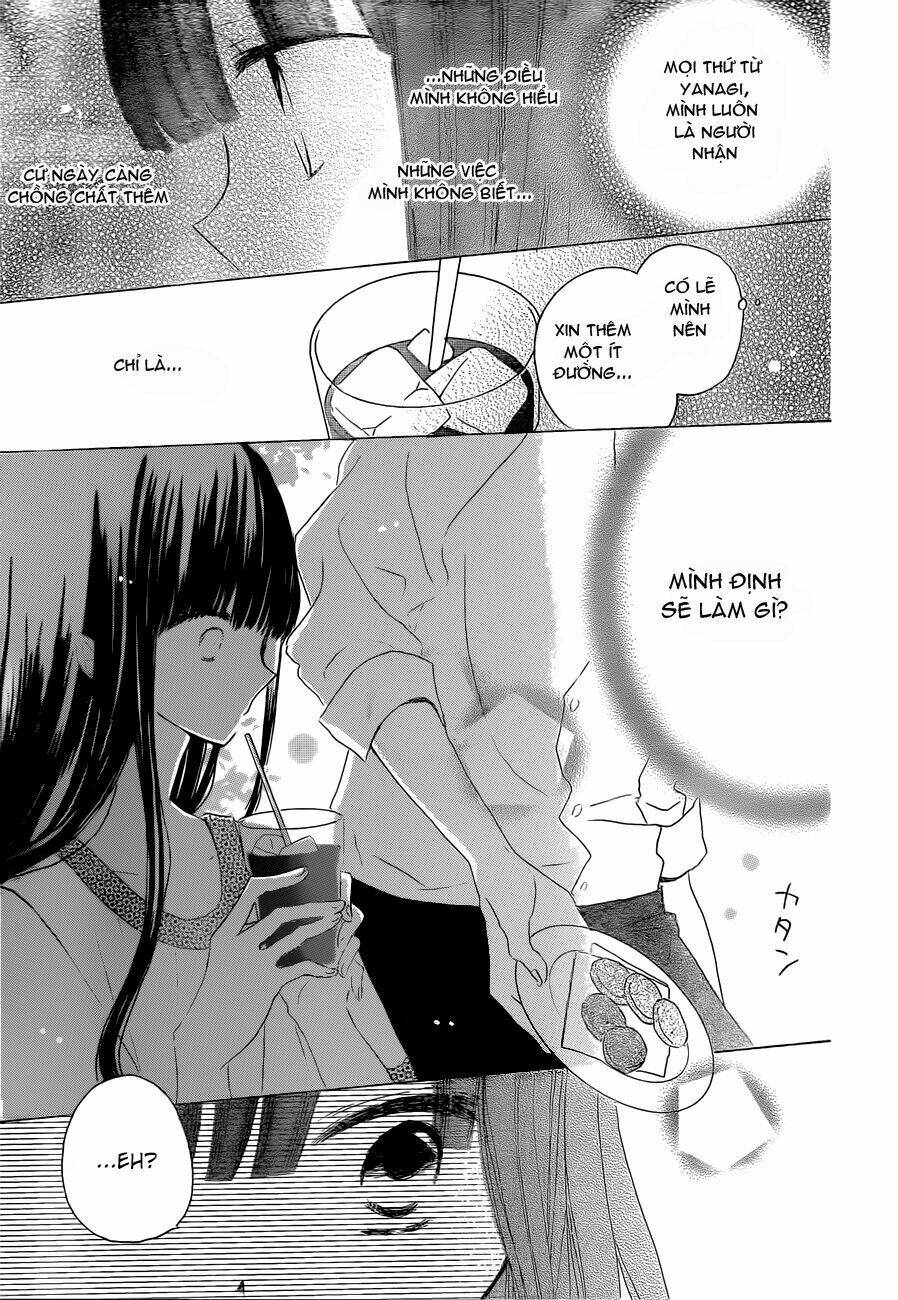 MỌI THỨ TỪ
YANAGI,
MÌNH LUÔN
LÀ NGƯỜI
NHẬN
...NHỮNG ĐIỀU
MÌNH KHÔNG HIỂU
NHỮNG VIỆC
MÌNH KHÔNG BIẾT...
CỨ NGÀY CÀNG
CHỒNG CHẤT THÊM
CÓ LẼ
MÌNH
NÊN
XIN THÊM
MỘT ÍT
ĐƯỜNG...
CHỈ LÀ...
MÌNH ĐỊNH
SẼ LÀM GÌ?
カタン
...EH?